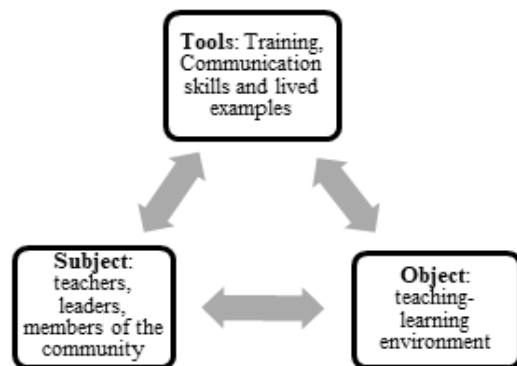 Tools: Training,
Communication
skills and lived
examples
Subject:
teachers,
leaders,
members of the
community
Object:
teaching-
learning
environment